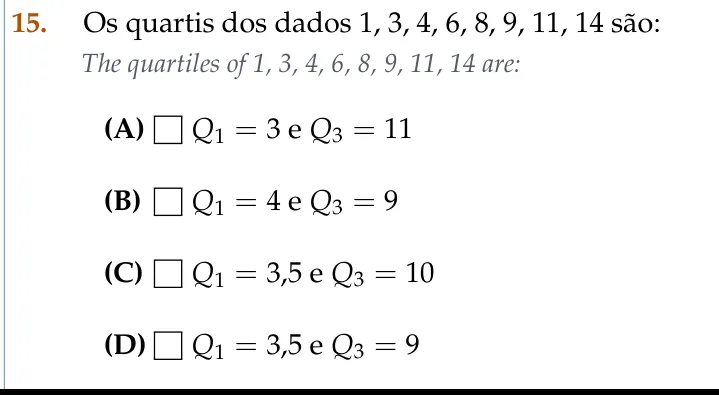 15. Os quartis dos dados 1, 3, 4, 6, 8, 9, 11, 14 são:
The quartiles of 1, 3, 4, 6, 8, 9, 11, 14 are:
(A) □ Q₁ = 3 e Q₃ = 11
(B) □ Q₁ = 4 e Q₃ = 9
(C) □ Q₁ = 3,5 e Q₃ = 10
(D) □ Q₁ = 3,5 e Q₃ = 9